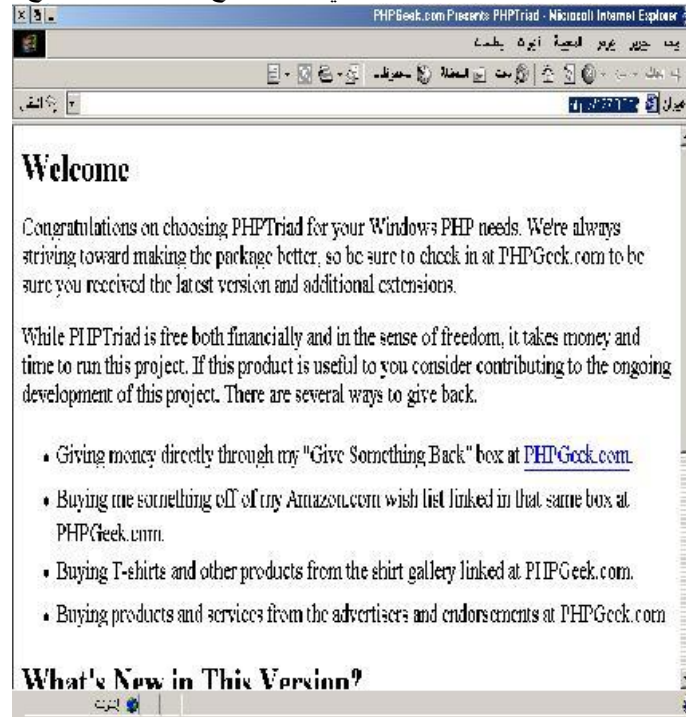 PHPGeek.com Presents PHPTriad - Microsoft Internet Explorer
Welcome
Congratulations on choosing PHPTriad for your Windows PHP needs. We're always
striving toward making the package better, so be sure to check in at PHPGeek.com to be
sure you received the latest version and additional extensions.
While PHPTriad is free both financially and in the sense of freedom, it takes money and
time to run this project. If this product is useful to you consider contributing to the ongoing
development of this project. There are several ways to give back.
• Giving money directly through my "Give Something Back" box at PHPGeek.com.
• Buying me something off of my Amazon.com wish list linked in that same box at
PHPGeek.com.
• Buying T-shirts and other products from the shirt gallery linked at PHPGeek.com.
• Buying products and services from the advertisers and endorsements at PHPGeek.com
What's New in This Version?